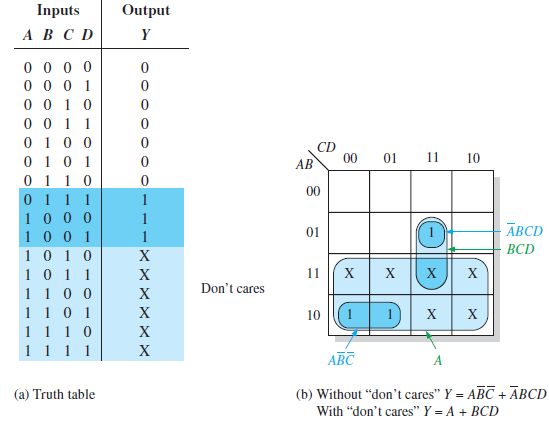 Inputs Output
A B C D Y
0 0 0 0 0
0 0 0 1 0
0 0 1 0 0
0 0 1 1 0
0 1 0 0 0
0 1 0 1 0
0 1 1 0 0
0 1 1 1 1
1 0 0 0 1
1 0 0 1 1
1 0 1 0 X
1 0 1 1 X
1 1 0 0 X
1 1 0 1 X
1 1 1 0 X
1 1 1 1 X
Don't cares
(a) Truth table
CD
AB 00 01 11 10
00
01 1
11 X X X X
10 1 1 X X
A̅BCD
BCD
AB̅C̅
A
(b) Without “don't cares” Y = AB̅C̅ + A̅BCD
With “don't cares” Y = A + BCD